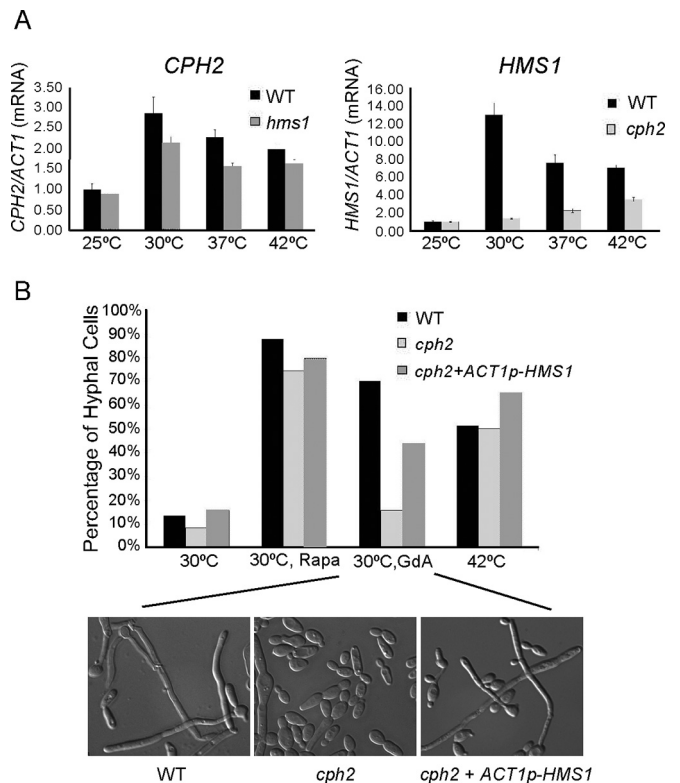 A
CPH2
CPH2/ACT1 (mRNA)
3.50
3.00
2.50
2.00
1.50
1.00
0.50
0.00
WT
hms1
25ºC 30ºC 37ºC 42ºC
HMS1
HMS1/ACT1 (mRNA)
16.00
14.00
12.00
10.00
8.00
6.00
4.00
2.00
0.00
WT
cph2
25ºC 30ºC 37ºC 42ºC
B
Percentage of Hyphal Cells
100%
90%
80%
70%
60%
50%
40%
30%
20%
10%
0%
WT
cph2
cph2+ACT1p-HMS1
30ºC 30ºC, Rapa 30ºC,GdA 42ºC
WT cph2 cph2 + ACT1p-HMS1